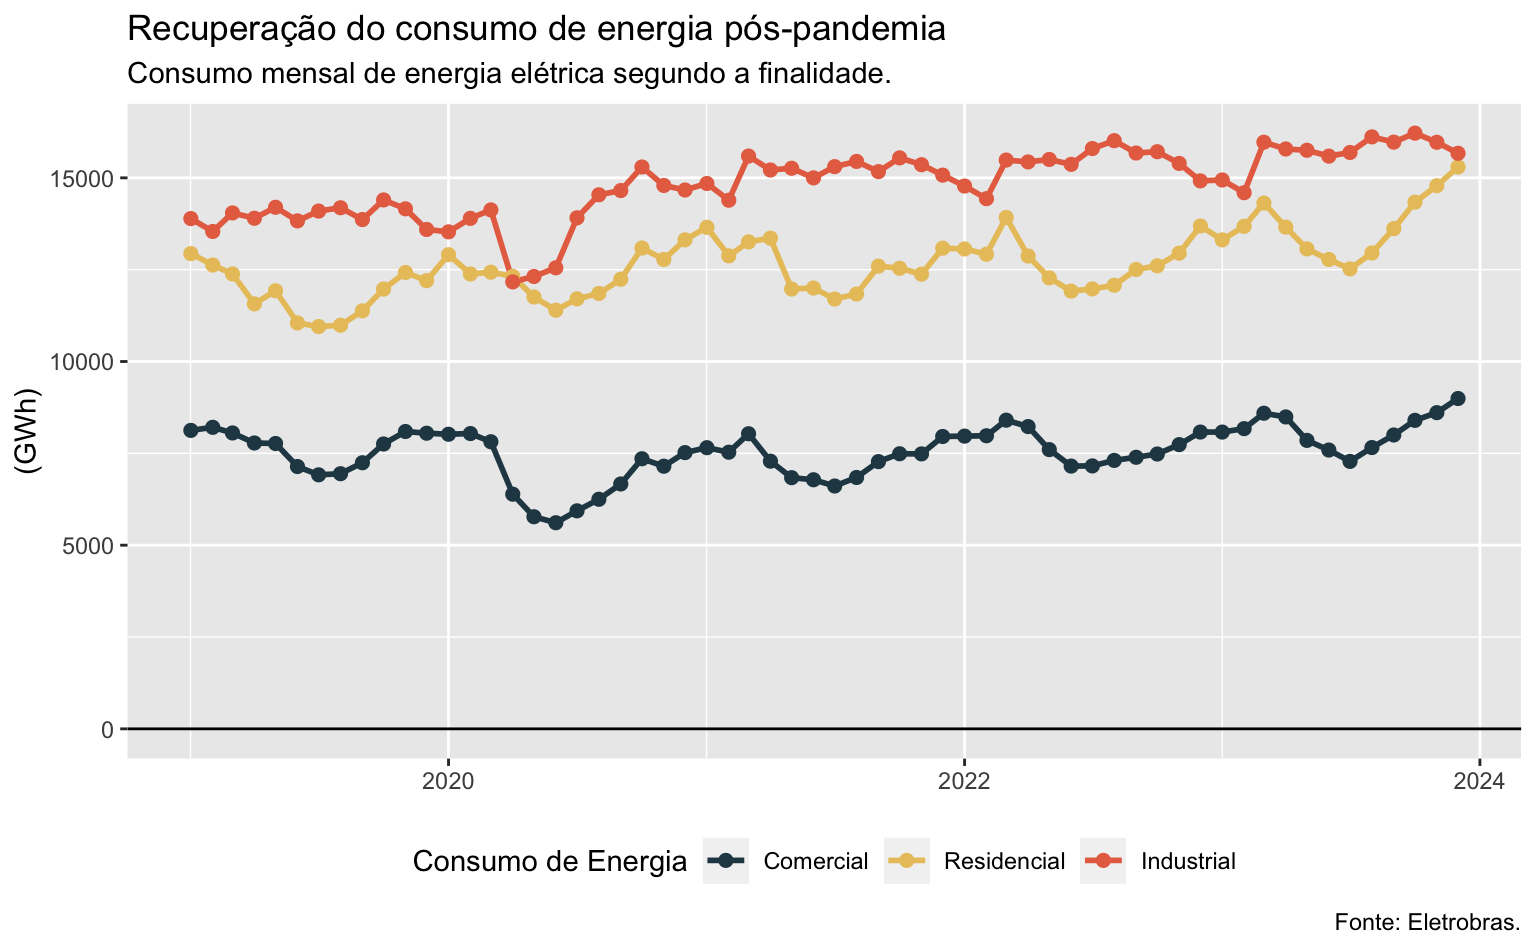 Recuperação do consumo de energia pós-pandemia
Consumo mensal de energia elétrica segundo a finalidade.
(GWh)
15000
10000
5000
0
2020 2022 2024
Consumo de Energia Comercial Residencial Industrial
Fonte: Eletrobras.